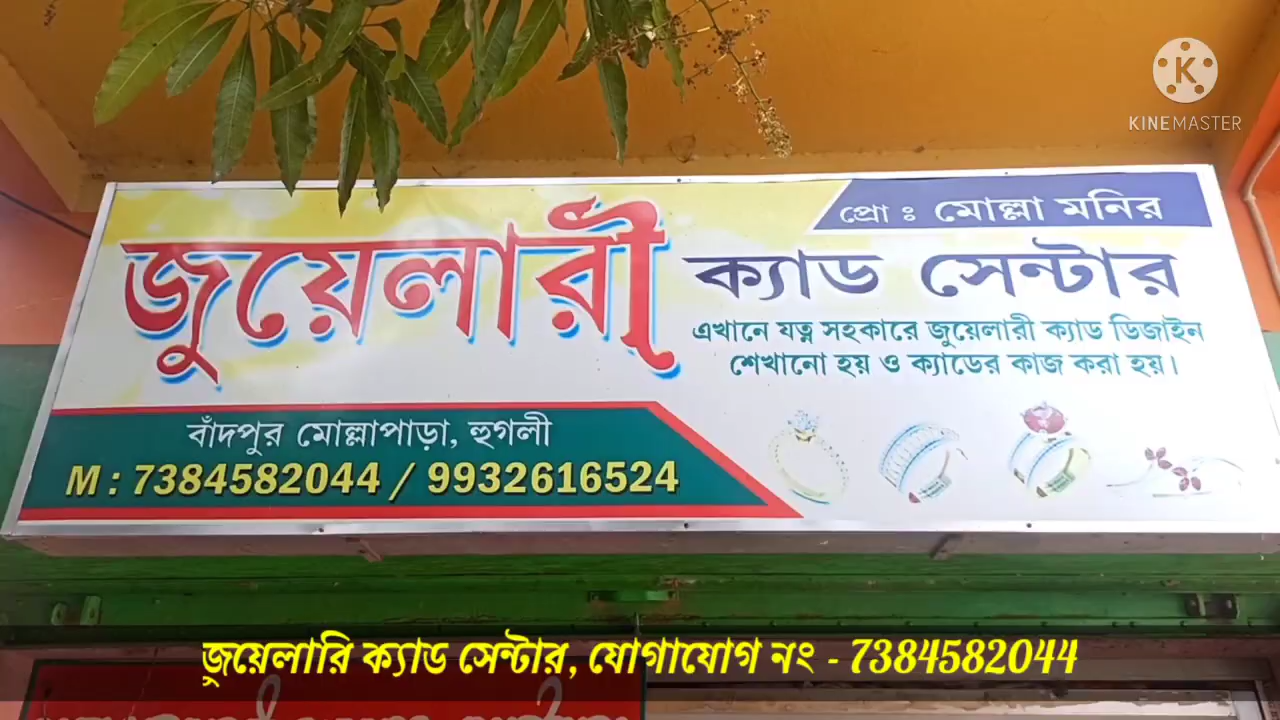 KINEMASTER
প্রো ঃ মোল্লা মনির
জুয়েলারী ক্যাড সেন্টার
এখানে যত্ন সহকারে জুয়েলারী ক্যাড ডিজাইন
শেখানো হয় ও ক্যাডের কাজ করা হয়।
বাঁদপুর মোল্লাপাড়া, হুগলী
M : 7384582044 / 9932616524
জুয়েলারি ক্যাড সেন্টার, যোগাযোগ নং - 7384582044